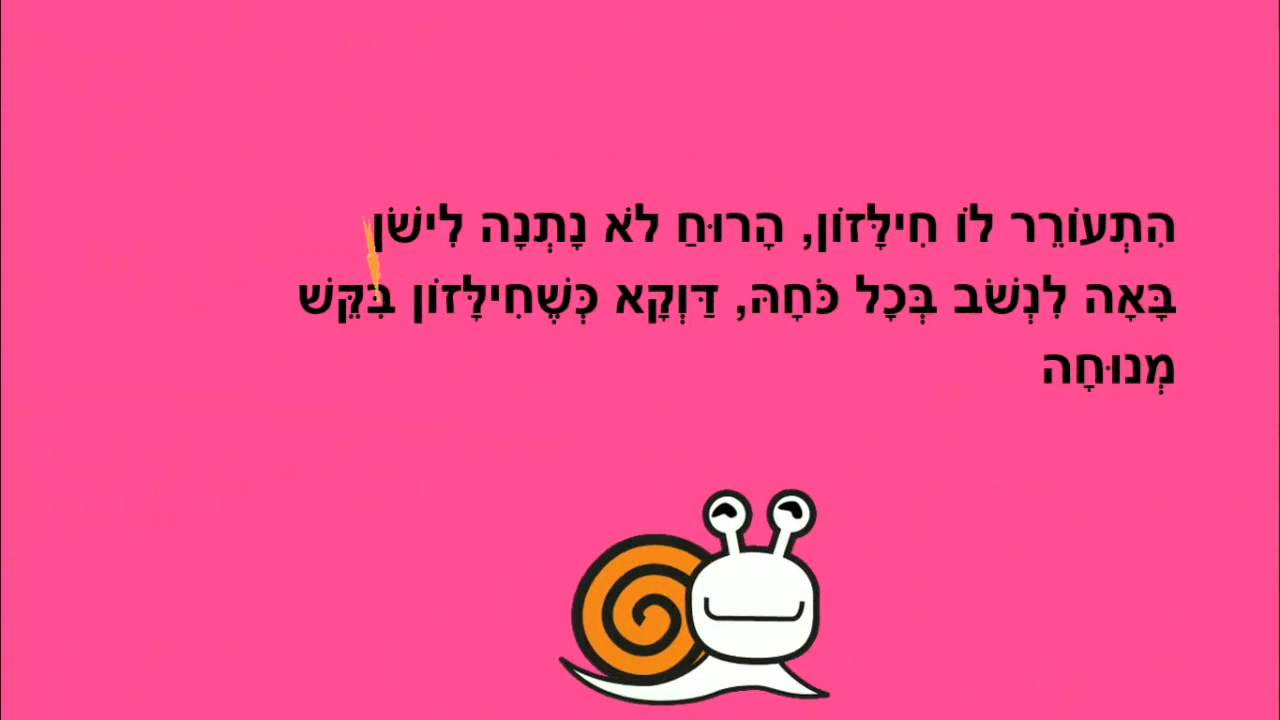 הִתְעוֹרֵר לוֹ חִילָּזוֹן, הָרוּחַ לֹא נָתְנָה לִישֹׁן
בָּאָה לִנְשֹׁב בְּכָל כֹּחָהּ, דַּוְקָא כְּשֶׁחִילָּזוֹן בִּקֵּשׁ
מְנוּחָה